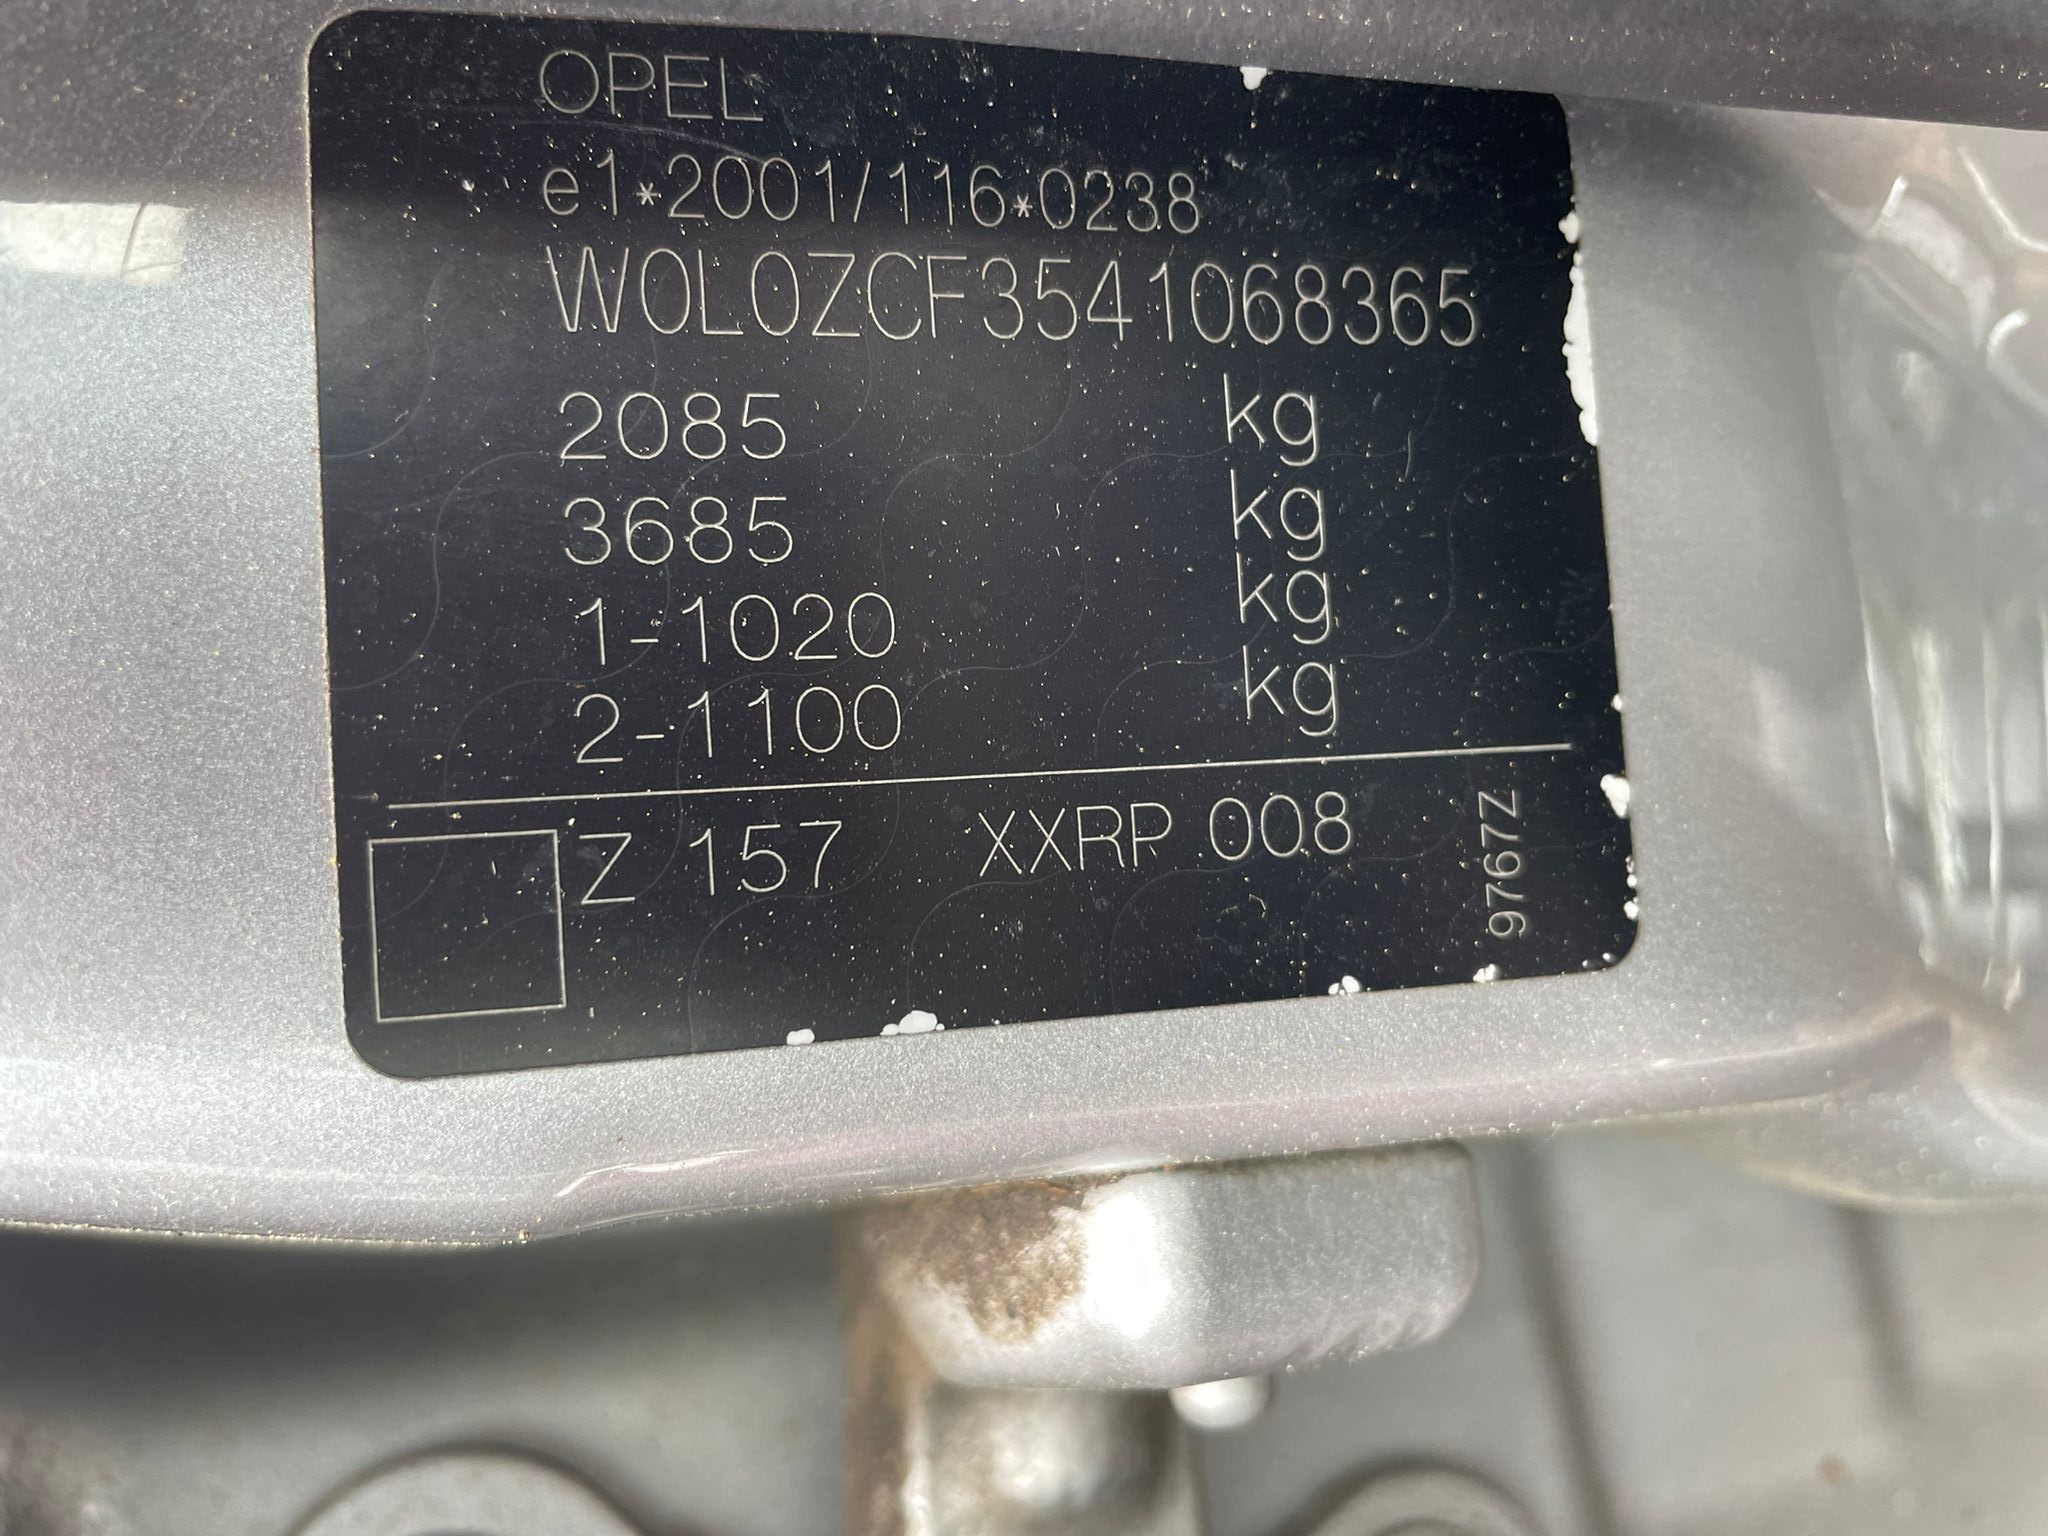 OPEL
e1*2001/116*0238
W0L0ZCF3541068365
2085 kg
3685 kg
1-1020 kg
2-1100 kg
Z 157 XXRP 008
9767Z